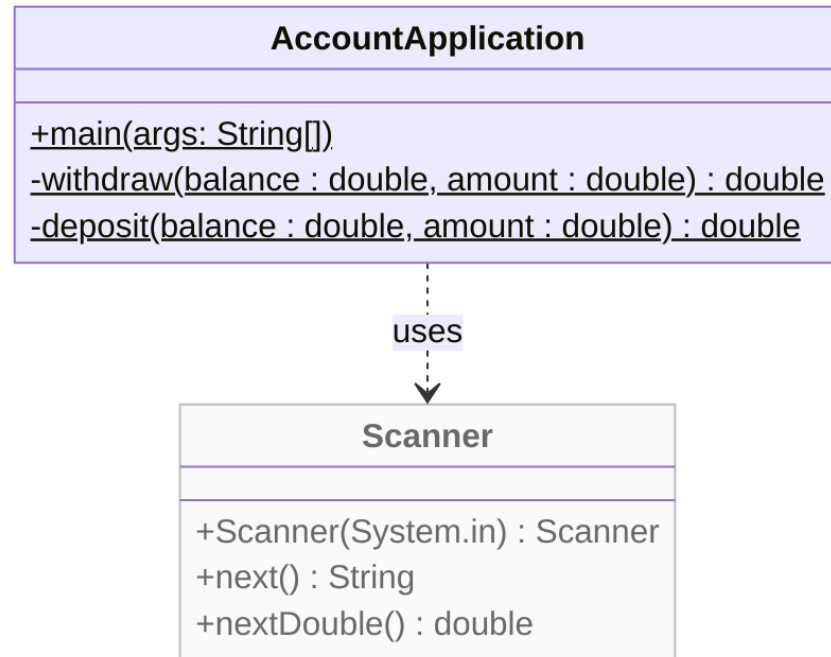 AccountApplication
+main(args: String[])
-withdraw(balance : double, amount : double) : double
-deposit(balance : double, amount : double) : double
uses
Scanner
+Scanner(System.in) : Scanner
+next() : String
+nextDouble() : double